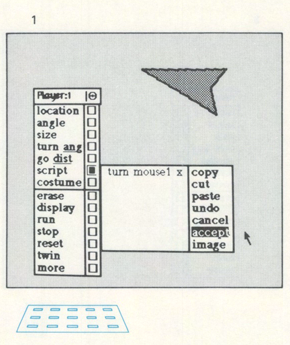 1
Player:1
location
angle
size
turn ang
go dist
script
costume
erase
display
run
stop
reset
twin
more
turn mouse1 x
copy
cut
paste
undo
cancel
accept
image